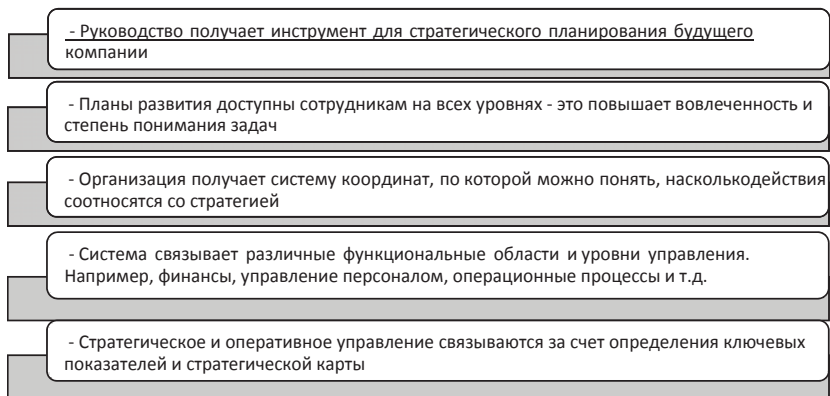 - Руководство получает инструмент для стратегического планирования будущего
компании
- Планы развития доступны сотрудникам на всех уровнях - это повышает вовлеченность и
степень понимания задач
- Организация получает систему координат, по которой можно понять, насколькодействия
соотносятся со стратегией
- Система связывает различные функциональные области и уровни управления.
Например, финансы, управление персоналом, операционные процессы и т.д.
- Стратегическое и оперативное управление связываются за счет определения ключевых
показателей и стратегической карты